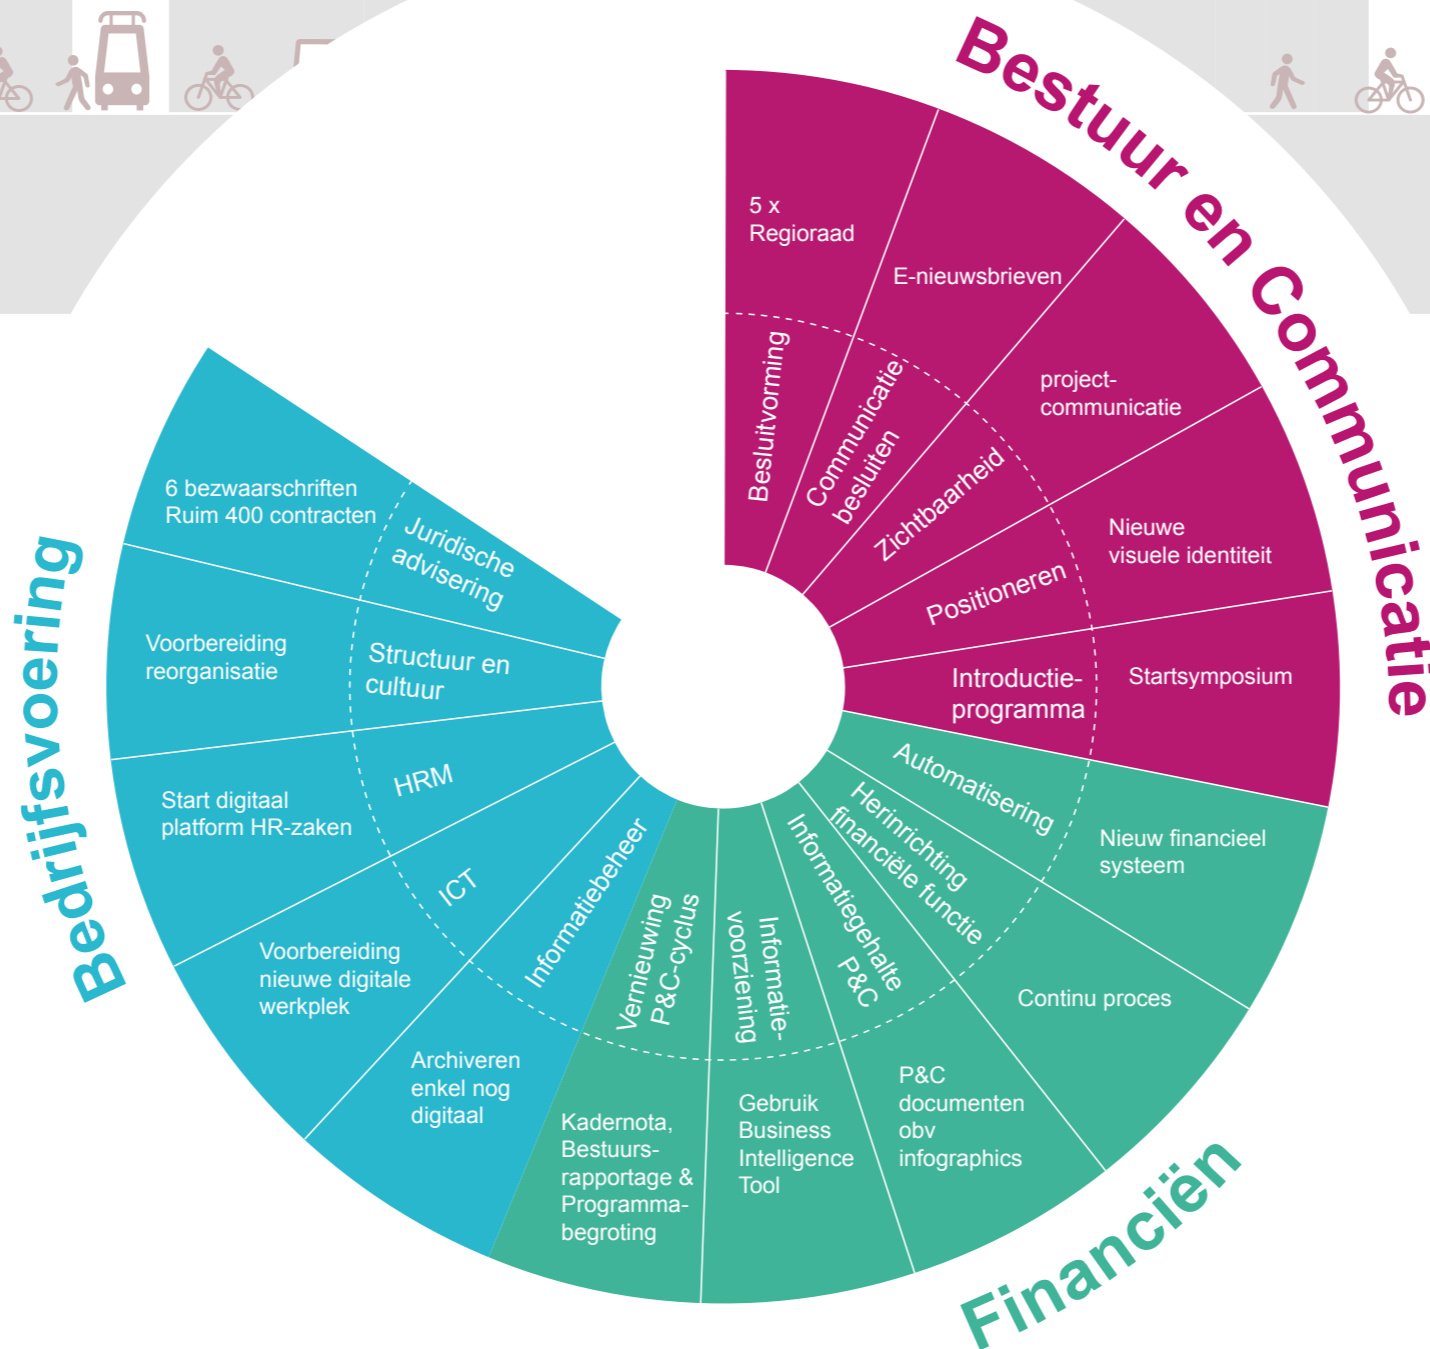 Bestuur en Communicatie
5 x
Regioraad
Besluitvorming
E-nieuwsbrieven
Communicatie
besluiten
project-
communicatie
Zichtbaarheid
Nieuwe
visuele identiteit
Positioneren
Startsymposium
Introductie-
programma
Financiën
Nieuw financieel
systeem
Automatisering
Continu proces
Herinrichting
financiële functie
P&C
documenten
obv
infographics
Informatiegehalte
P&C
Gebruik
Business
Intelligence
Tool
Informatie-
voorziening
Kadernota,
Bestuurs-
rapportage &
Programma-
begroting
Vernieuwing
P&C-cyclus
Bedrijfsvoering
Archiveren
enkel nog
digitaal
Informatiebeheer
Voorbereiding
nieuwe digitale
werkplek
ICT
Start digitaal
platform HR-zaken
HRM
Voorbereiding
reorganisatie
Structuur en
cultuur
6 bezwaarschriften
Ruim 400 contracten
Juridische
advisering